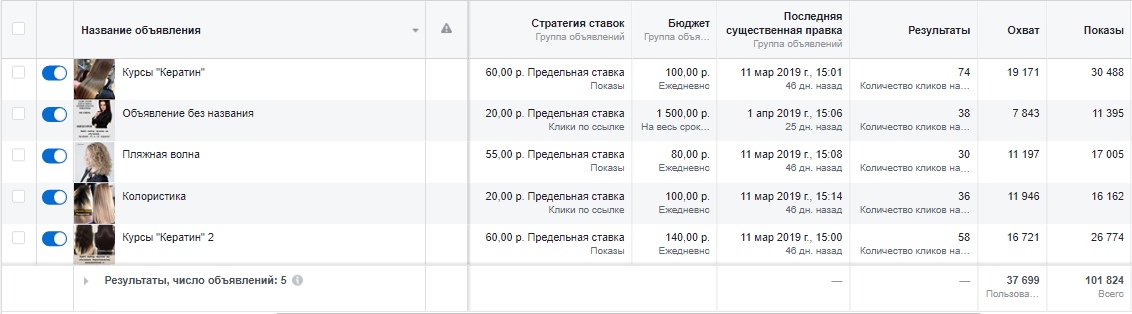 Название объявления
Стратегия ставок
Группа объявлений
Бюджет
Группа объя...
Последняя
существенная правка
Группа объявлений
Результаты
Охват
Показы
Курсы "Кератин"
60,00 р. Предельная ставка
Показы
100,00 р.
Ежедневно
11 мар 2019 г., 15:01
46 дн. назад
74
Количество кликов на...
19 171
30 488
Объявление без названия
20,00 р. Предельная ставка
Клики по ссылке
1 500,00 р.
На весь срок...
1 апр 2019 г., 15:06
25 дн. назад
38
Количество кликов на...
7 843
11 395
Пляжная волна
55,00 р. Предельная ставка
Показы
80,00 р.
Ежедневно
11 мар 2019 г., 15:08
46 дн. назад
30
Количество кликов на...
11 197
17 005
Колористика
20,00 р. Предельная ставка
Клики по ссылке
100,00 р.
Ежедневно
11 мар 2019 г., 15:14
46 дн. назад
36
Количество кликов на...
11 946
16 162
Курсы "Кератин" 2
60,00 р. Предельная ставка
Показы
140,00 р.
Ежедневно
11 мар 2019 г., 15:00
46 дн. назад
58
Количество кликов на...
16 721
26 774
Результаты, число объявлений: 5
—
—
37 699
Пользова...
101 824
Всего